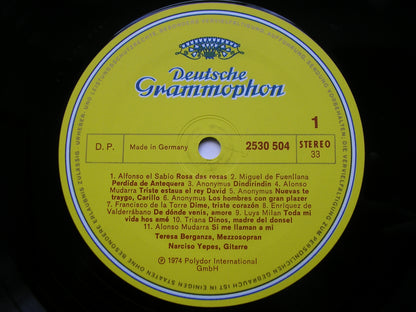 Deutsche
Grammophon
1
D. P.
Made in Germany
2530 504
STEREO
33
1. Alfonso el Sabio Rosa das rosas 2. Miguel de Fuenllana
Perdida de Antequera 3. Anonymus Dindirindin 4. Alonso
Mudarra Triste estaua el rey David 5. Anonymus Nuevas te
traygo, Carillo 6. Anonymus Los hombres con gran plazer
7. Francisco de la Torre Dime, triste corazón 8. Enríquez de
Valderrábano De dónde venís, amore 9. Luys Milan Toda mi
vida hos amé 10. Triana Dinos, madre del donsel
11. Alonso Mudarra Si me llaman a mi
Teresa Berganza, Mezzosopran
Narciso Yepes, Gitarre
℗ 1974 Polydor International
GmbH